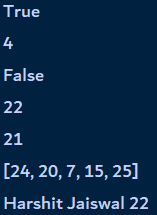 True
4
False
22
21
[24, 20, 7, 15, 25]
Harshit Jaiswal 22